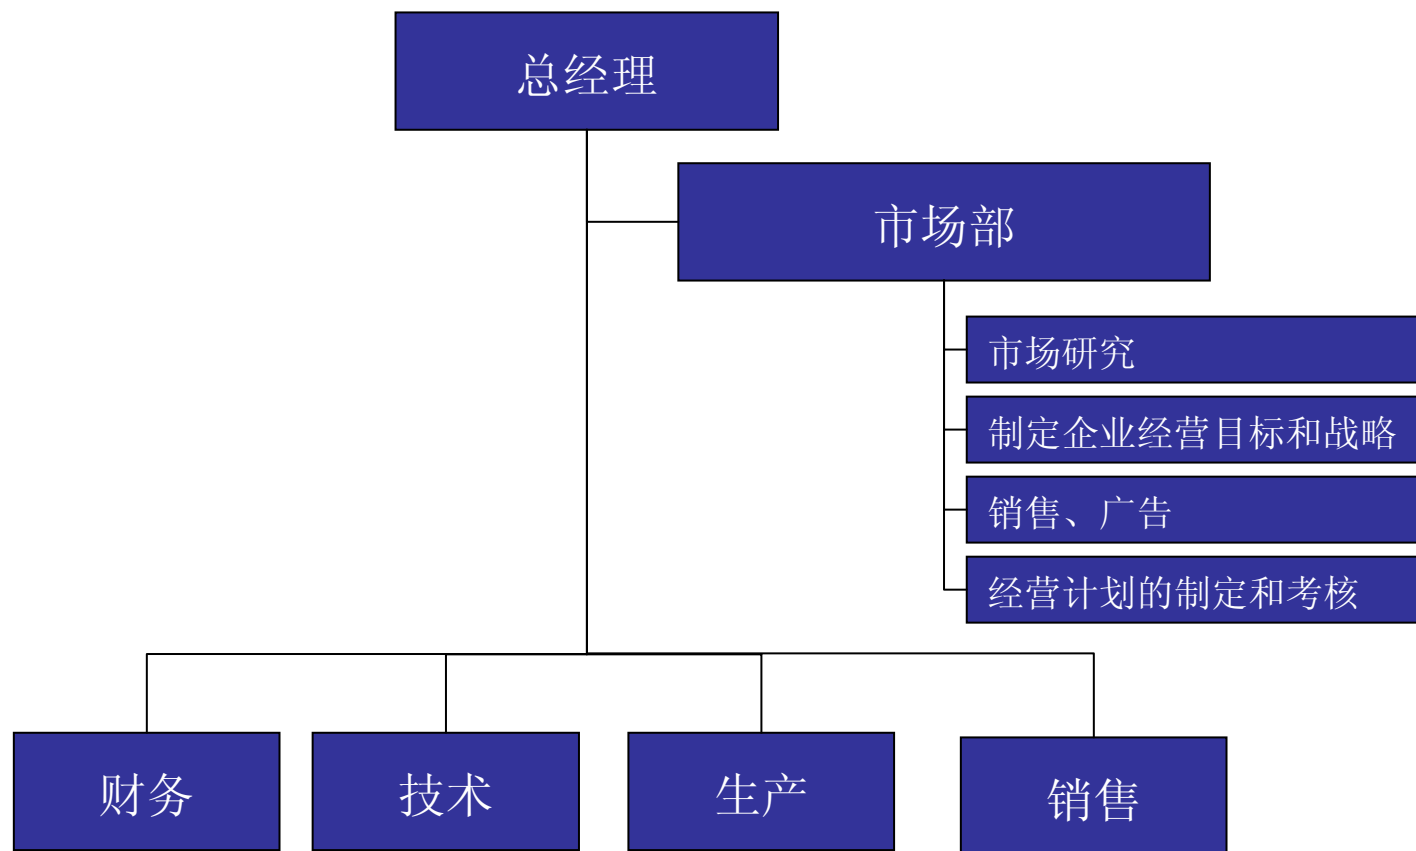 总经理
市场部
市场研究
制定企业经营目标和战略
销售、广告
经营计划的制定和考核
财务
技术
生产
销售